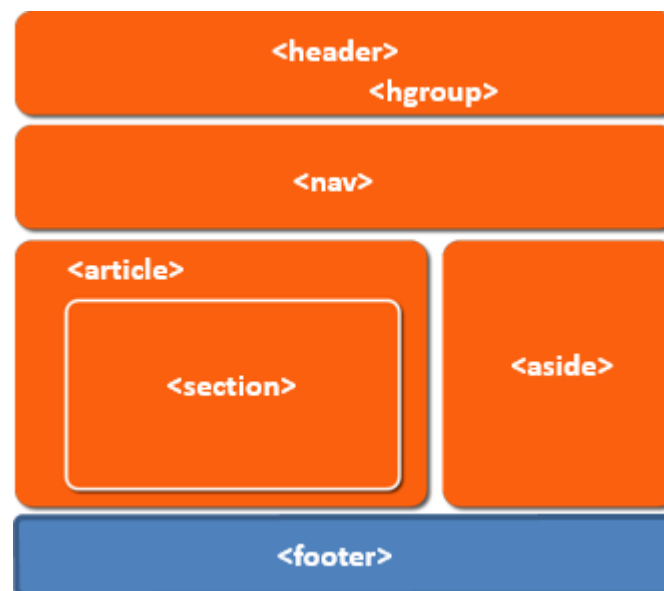 <header>
<hgroup>
<nav>
<article>
<section>
<aside>
<footer>